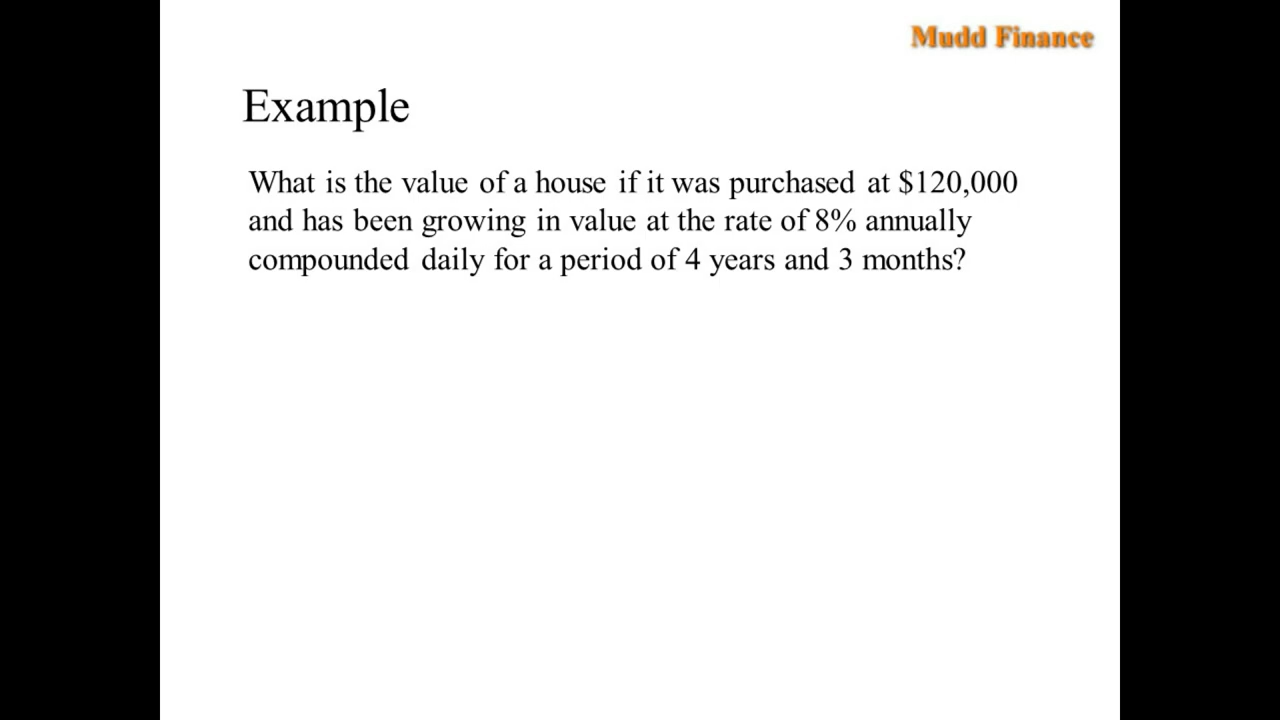 Mudd Finance
Example
What is the value of a house if it was purchased at $120,000
and has been growing in value at the rate of 8% annually
compounded daily for a period of 4 years and 3 months?